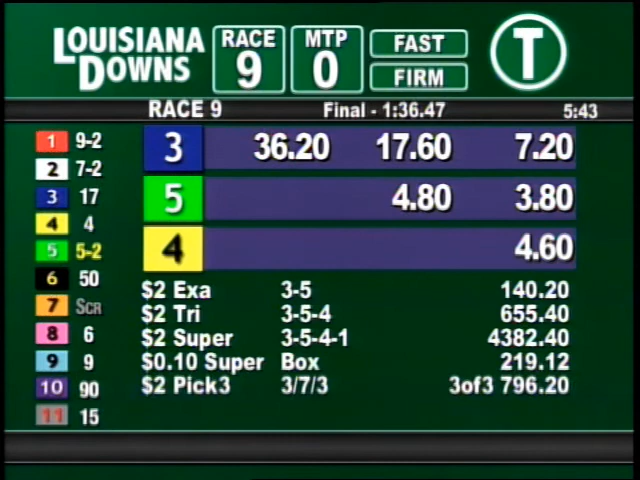 LOUISIANA DOWNS
RACE 9
MTP 0
FAST
FIRM
T
RACE 9 Final - 1:36.47 5:43
1 9-2
2 7-2
3 17
4 4
5 5-2
6 50
7 SCR
8 6
9 9
10 90
11 15
3 36.20 17.60 7.20
5 4.80 3.80
4 4.60
$2 Exa 3-5 140.20
$2 Tri 3-5-4 655.40
$2 Super 3-5-4-1 4382.40
$0.10 Super Box 219.12
$2 Pick3 3/7/3 3of3 796.20